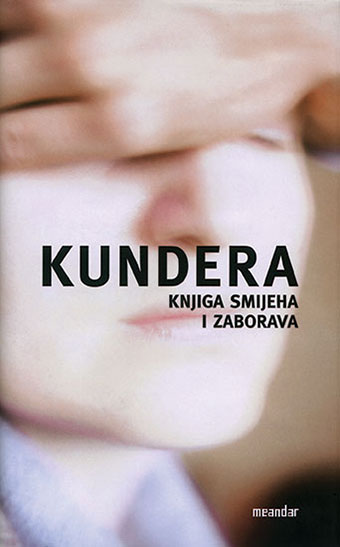 KUNDERA
KNJIGA SMIJEHA
I ZABORAVA
meandar